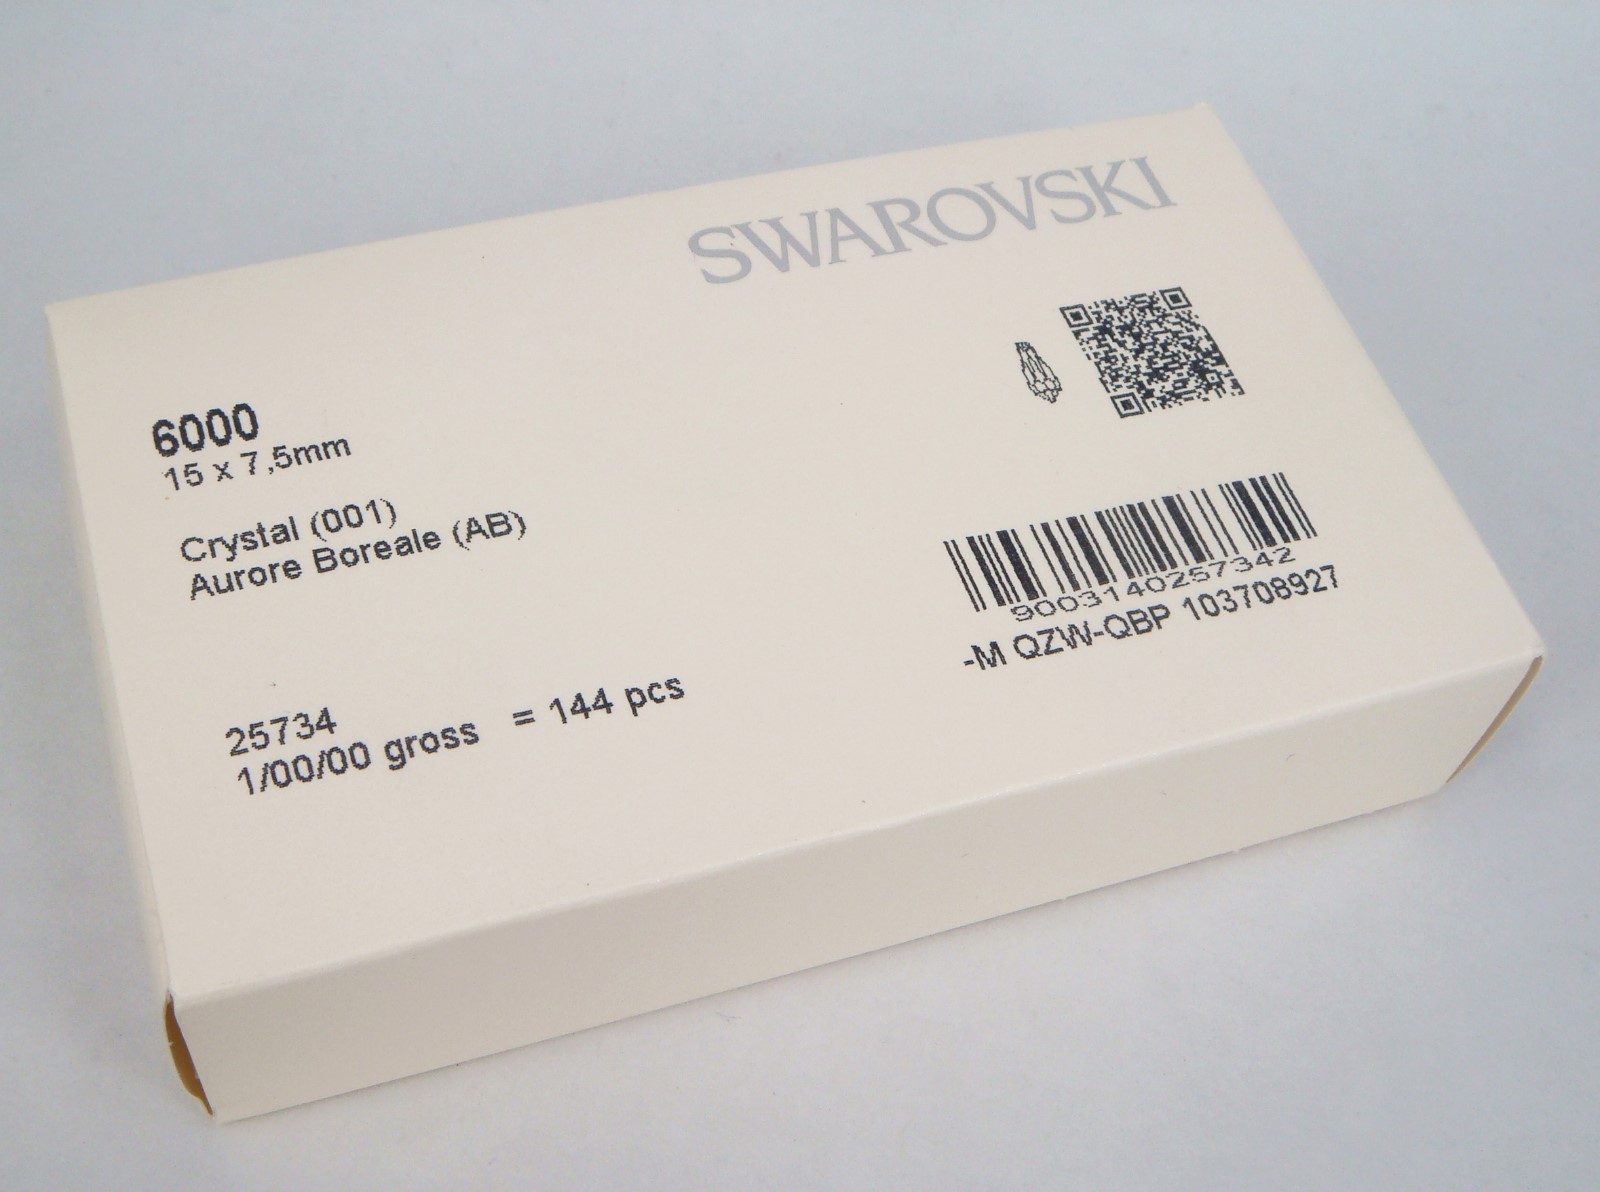 SWAROVSKI
6000
15 x 7,5mm
Crystal (001)
Aurore Boreale (AB)
25734
1/00/00 gross = 144 pcs
9003140257342
-M QZW-QBP 103708927